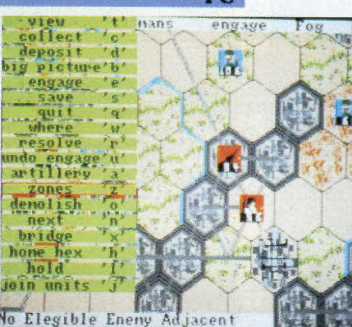 mans engage Fog
view 't'
collect 'c'
deposit 'd'
big picture 'b'
engage 'e'
save 's'
quit 'q'
where 'w'
resolve 'r'
undo engage 'u'
artillery 'a'
zones 'z'
demolish 'o'
next 'n'
bridge 'x'
home hex 'h'
hold 'l'
join units 'j'
No Elegible Enemy Adjacent